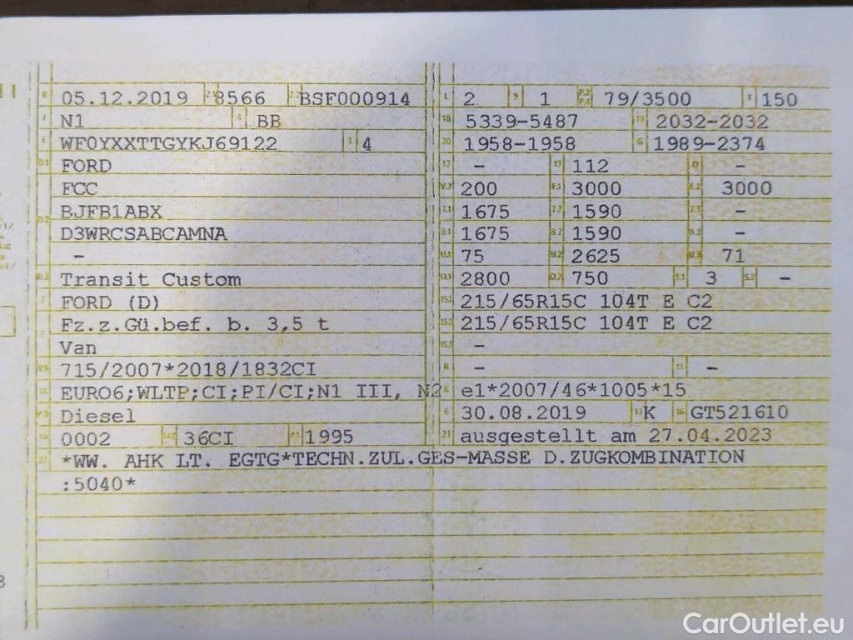 05.12.2019 8566 BSF000914 2 1 79/3500 150
N1 BB 5339-5487 2032-2032
WF0YXXTTGYKJ69122 4 1958-1958 1989-2374
FORD - 112 -
FCC 200 3000 3000
BJFB1ABX 1675 1590 -
D3WRCSABCAMNA 1675 1590 -
- 75 2625 71
Transit Custom 2800 750 3 -
FORD (D) 215/65R15C 104T E C2
Fz.z.Gü.bef. b. 3,5 t 215/65R15C 104T E C2
Van -
715/2007*2018/1832CI - -
EURO6;WLTP;CI;PI/CI;N1 III, N2 e1*2007/46*1005*15
Diesel 30.08.2019 K GT521610
0002 36CI 1995 ausgestellt am 27.04.2023
*WW. AHK LT. EGTG*TECHN.ZUL.GES-MASSE D.ZUGKOMBINATION
:5040*
CarOutlet.eu